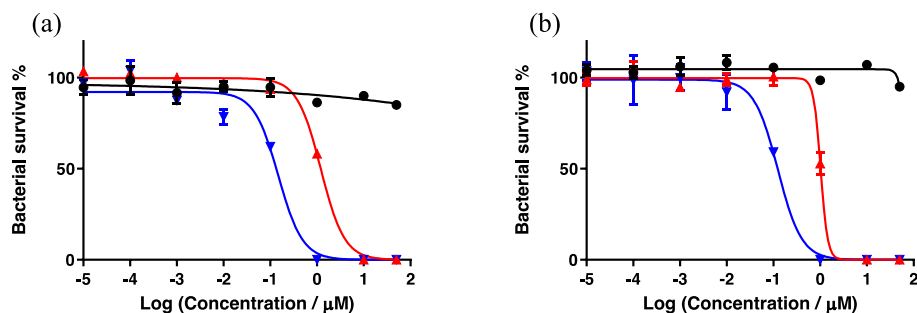 (a)
Bacterial survival %
100
50
0
-5 -4 -3 -2 -1 0 1 2
Log (Concentration / μM)
(b)
Bacterial survival %
100
50
0
-5 -4 -3 -2 -1 0 1 2
Log (Concentration / μM)